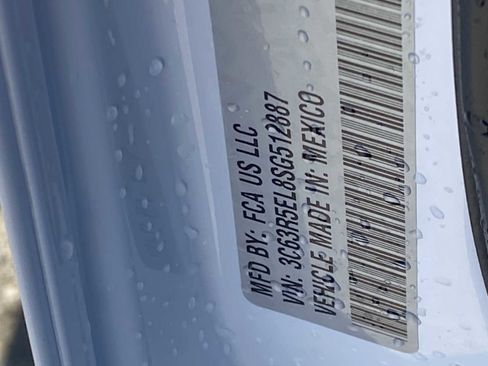 MFD BY: FCA US LLC
VIN: 3C63R5EL8SG512887
VEHICLE MADE IN: MEXICO